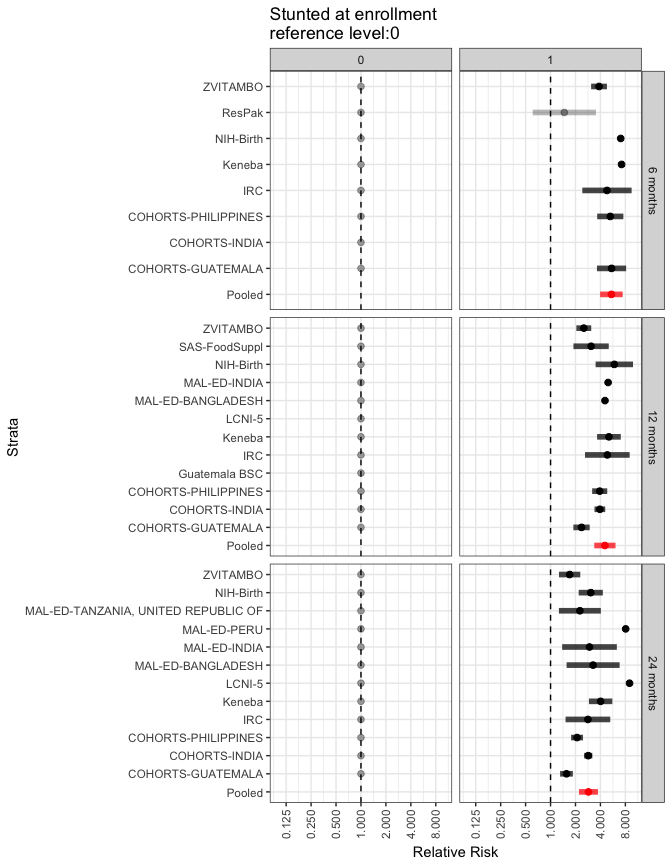 Stunted at enrollment
reference level:0
0
1
ZVITAMBO
ResPak
NIH-Birth
Keneba
IRC
COHORTS-PHILIPPINES
COHORTS-INDIA
COHORTS-GUATEMALA
Pooled
6 months
ZVITAMBO
SAS-FoodSuppl
NIH-Birth
MAL-ED-INDIA
MAL-ED-BANGLADESH
LCNI-5
Keneba
IRC
Guatemala BSC
COHORTS-PHILIPPINES
COHORTS-INDIA
COHORTS-GUATEMALA
Pooled
12 months
ZVITAMBO
NIH-Birth
MAL-ED-TANZANIA, UNITED REPUBLIC OF
MAL-ED-PERU
MAL-ED-INDIA
MAL-ED-BANGLADESH
LCNI-5
Keneba
IRC
COHORTS-PHILIPPINES
COHORTS-INDIA
COHORTS-GUATEMALA
Pooled
24 months
Strata
0.125
0.250
0.500
1.000
2.000
4.000
8.000
0.125
0.250
0.500
1.000
2.000
4.000
8.000
Relative Risk